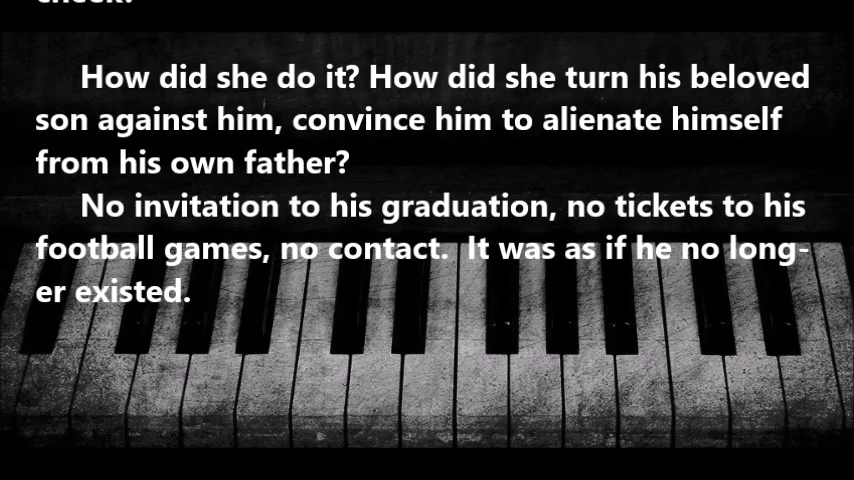 How did she do it? How did she turn his beloved
son against him, convince him to alienate himself
from his own father?
No invitation to his graduation, no tickets to his
football games, no contact.  It was as if he no long-
er existed.